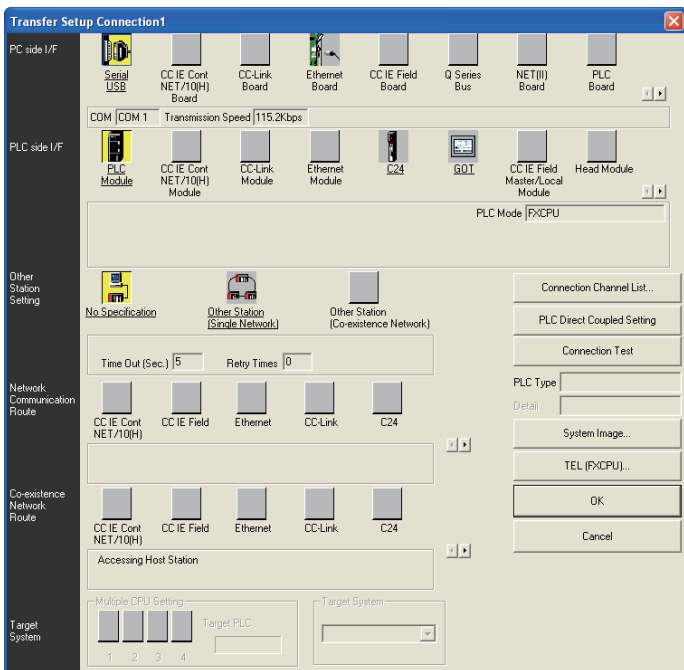 Transfer Setup Connection1
PC side I/F
Serial USB
CC IE Cont NET/10(H) Board
CC-Link Board
Ethernet Board
CC IE Field Board
Q Series Bus
NET(II) Board
PLC Board
COM COM 1 Transmission Speed 115.2Kbps
PLC side I/F
PLC Module
CC IE Cont NET/10(H) Module
CC-Link Module
Ethernet Module
C24
GOT
CC IE Field Master/Local Module
Head Module
PLC Mode FXCPU
Other Station Setting
No Specification
Other Station (Single Network)
Other Station (Co-existence Network)
Time Out (Sec.) 5 Retry Times 0
Connection Channel List...
PLC Direct Coupled Setting
Connection Test
PLC Type
Detail
System Image...
TEL (FXCPU)...
OK
Cancel
Network Communication Route
CC IE Cont NET/10(H)
CC IE Field
Ethernet
CC-Link
C24
Co-existence Network Route
CC IE Cont NET/10(H)
CC IE Field
Ethernet
CC-Link
C24
Accessing Host Station
Target System
Multiple CPU Setting
1 2 3 4
Target PLC
Target System